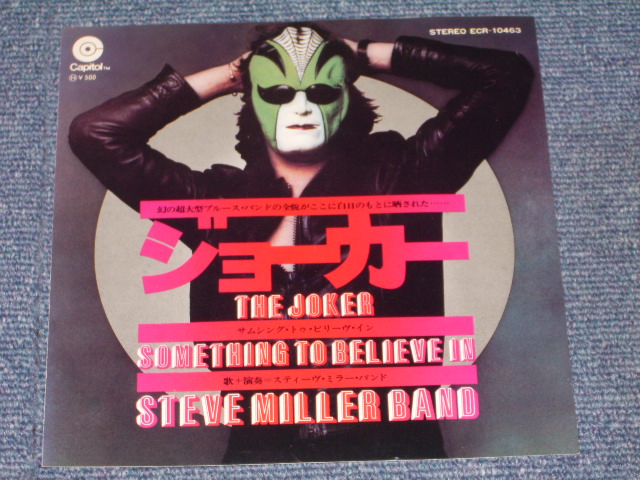 Capitol™
Ⓗ¥500
STEREO ECR-10463
幻の超大型ブルース・バンドの全貌がここに白日のもとに晒された……
ジョーカー
THE JOKER
サムシング・トゥ・ビリーヴ・イン
SOMETHING TO BELIEVE IN
歌+演奏=スティーヴ・ミラー・バンド
STEVE MILLER BAND